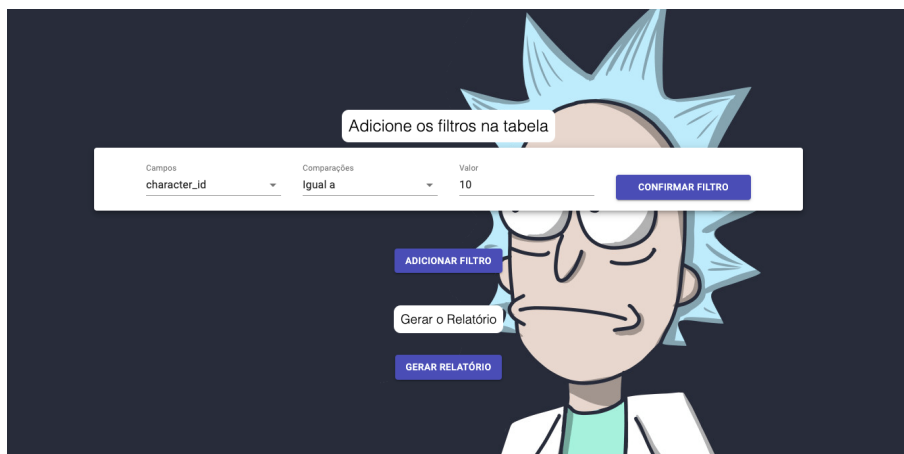 Adicione os filtros na tabela
Campos Comparações Valor
character_id Igual a 10 CONFIRMAR FILTRO
ADICIONAR FILTRO
Gerar o Relatório
GERAR RELATÓRIO